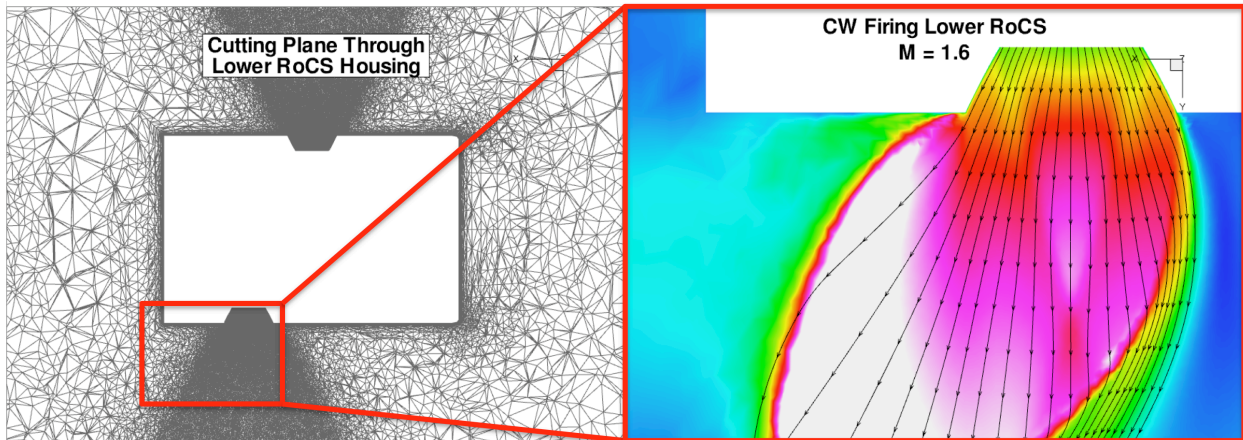 Cutting Plane Through
Lower RoCS Housing
X
CW Firing Lower RoCS
M = 1.6
X
Z
Y